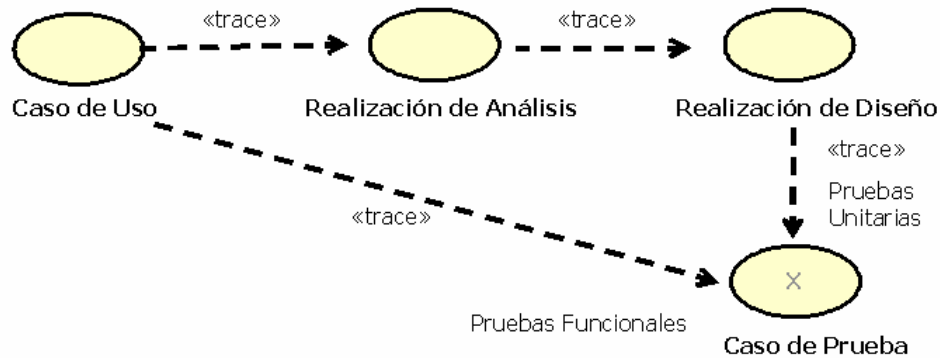 «trace»
«trace»
Caso de Uso
Realización de Análisis
Realización de Diseño
«trace»
Pruebas
Unitarias
«trace»
X
Pruebas Funcionales
Caso de Prueba